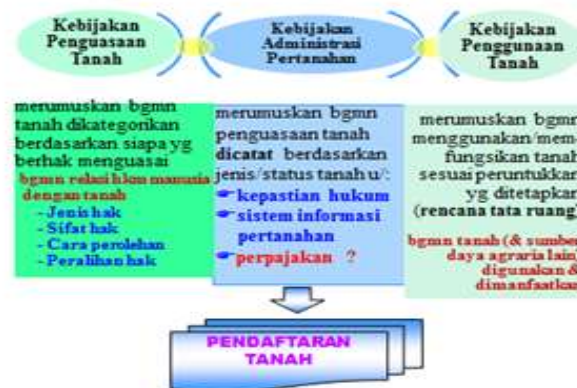 Kebijakan
Penguasaan
Tanah
Kebijakan
Administrasi
Pertanahan
Kebijakan
Penggunaan
Tanah
merumuskan bgmn
tanah dikategorikan
berdasarkan siapa yg
berhak menguasai
bgmn relasi hkm manusia
dengan tanah
- Jenis hak
- Sifat hak
- Cara perolehan
- Peralihan hak
merumuskan bgmn
penguasaan tanah
dicatat berdasarkan
jenis/status tanah u/:
☛ kepastian hukum
☛ sistem informasi
pertanahan
☛ perpajakan ?
merumuskan bgmn
menggunakan/mem-
fungsikan tanah
sesuai peruntukkan
yg ditetapkan
(rencana tata ruang)
bgmn tanah (& sumber
daya agraria lain)
digunakan &
dimanfaatkan
PENDAFTARAN
TANAH